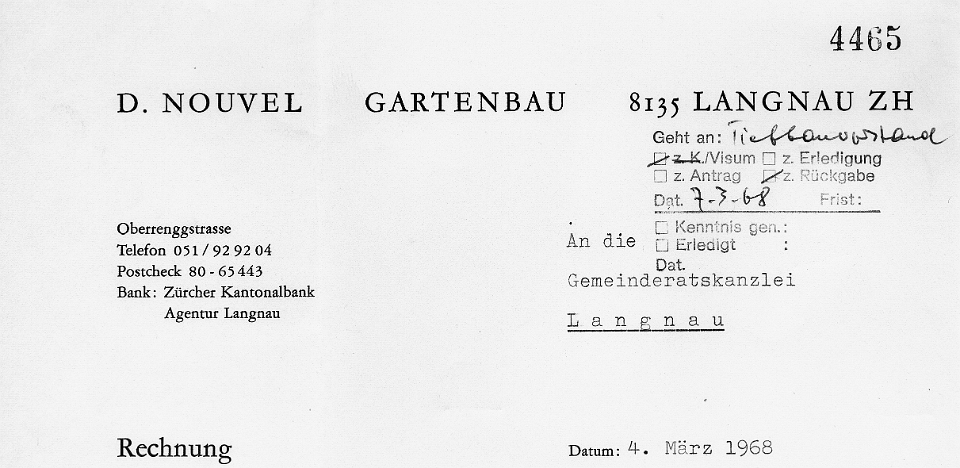 4465
D. NOUVEL GARTENBAU 8135 LANGNAU ZH
Geht an: Tiefbauvorstand
z. K./Visum z. Erledigung
z. Antrag z. Rückgabe
Dat. 7-3-68 Frist:
Kenntnis gen.:
Erledigt :
Dat.
Oberrenggstrasse
Telefon 051/92 92 04
Postcheck 80-65 443
Bank: Zürcher Kantonalbank
Agentur Langnau
An die
Gemeinderatskanzlei
Langnau
Rechnung
Datum: 4. März 1968